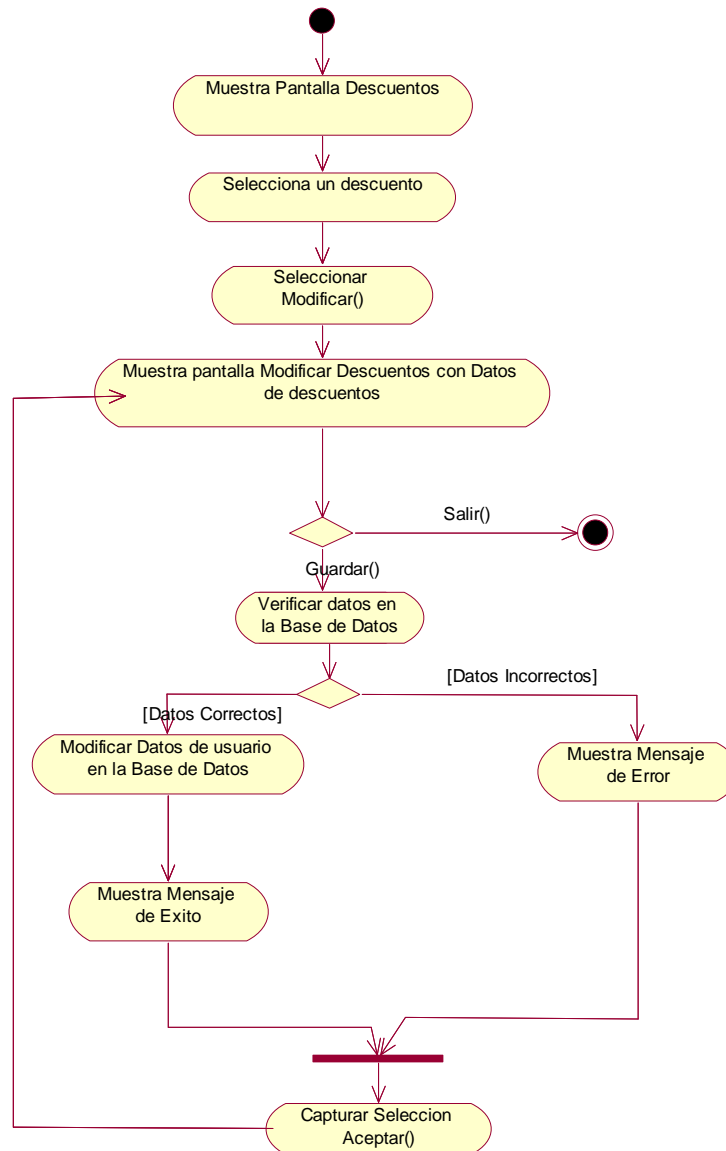 Muestra Pantalla Descuentos
Selecciona un descuento
Seleccionar
Modificar()
Muestra pantalla Modificar Descuentos con Datos
de descuentos
Salir()
Guardar()
Verificar datos en
la Base de Datos
[Datos Incorrectos]
[Datos Correctos]
Modificar Datos de usuario
en la Base de Datos
Muestra Mensaje
de Error
Muestra Mensaje
de Exito
Capturar Seleccion
Aceptar()